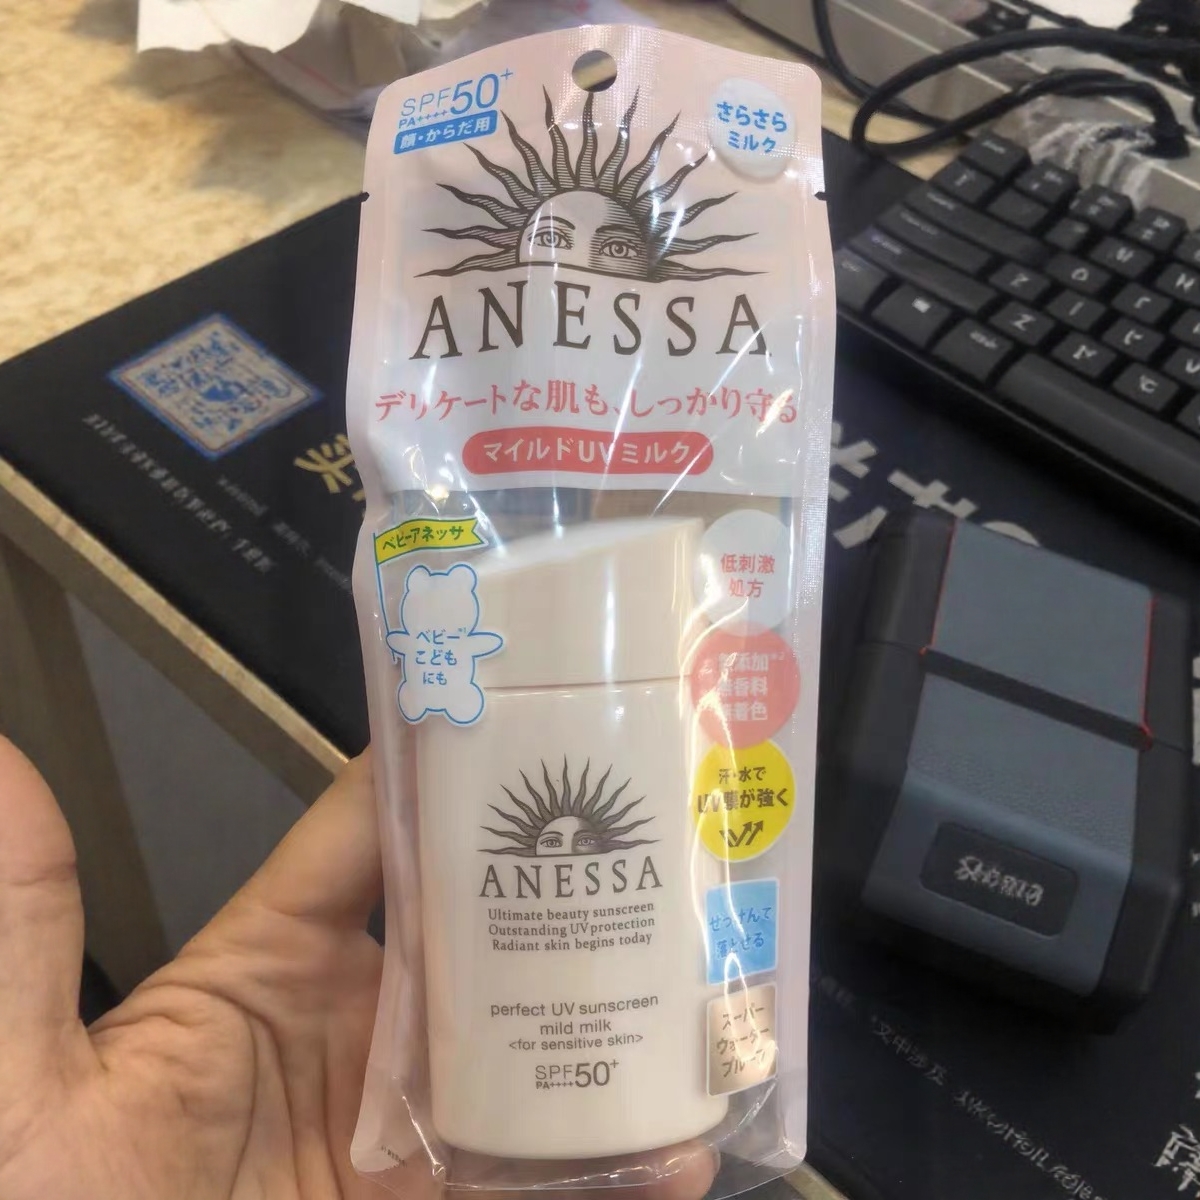 SPF50+
PA++++
顔・からだ用
さらさら
ミルク
ANESSA
デリケートな肌も、しっかり守る
マイルドUVミルク
ベビーアネッサ
ベビー※1
こども
にも
低刺激
処方
無添加※2
無香料
無着色
汗・水で
UV膜が強く
せっけんで
落とせる
スーパー
ウォーター
プルーフ
ANESSA
Ultimate beauty sunscreen
Outstanding UV protection
Radiant skin begins today
perfect UV sunscreen
mild milk
<for sensitive skin>
SPF50+
PA++++